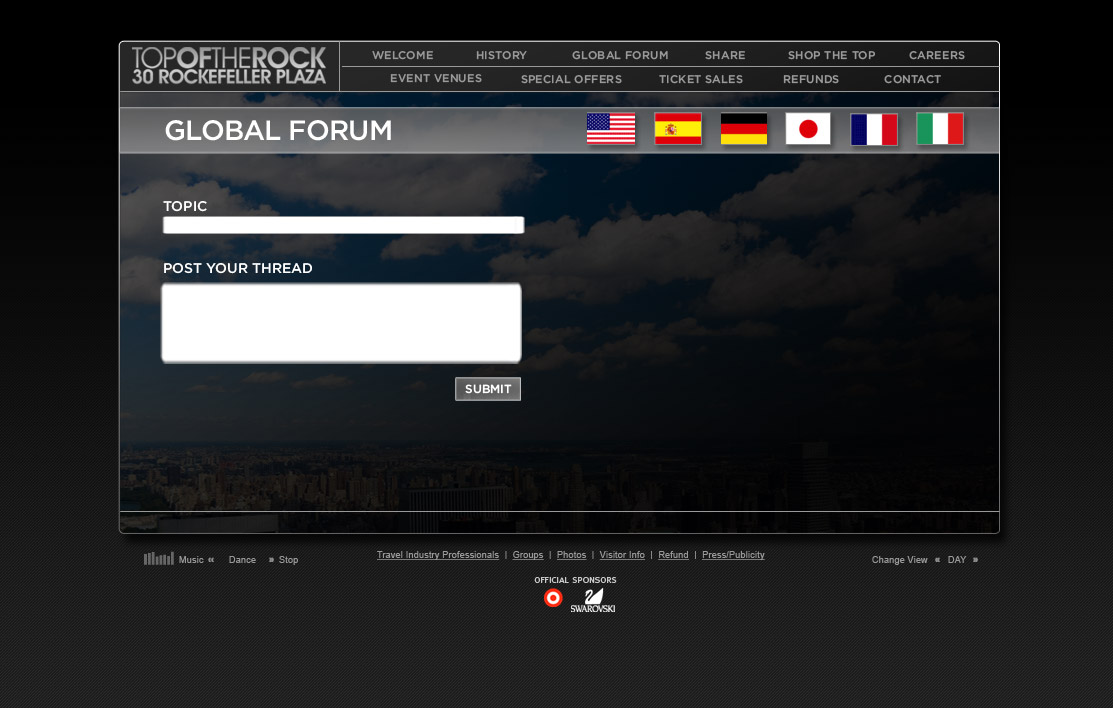 TOPOFTHEROCK
30 ROCKEFELLER PLAZA
WELCOME HISTORY GLOBAL FORUM SHARE SHOP THE TOP CAREERS
EVENT VENUES SPECIAL OFFERS TICKET SALES REFUNDS CONTACT
GLOBAL FORUM
TOPIC
POST YOUR THREAD
SUBMIT
Music « Dance » Stop
Travel Industry Professionals | Groups | Photos | Visitor Info | Refund | Press/Publicity
Change View « DAY »
OFFICIAL SPONSORS
SWAROVSKI